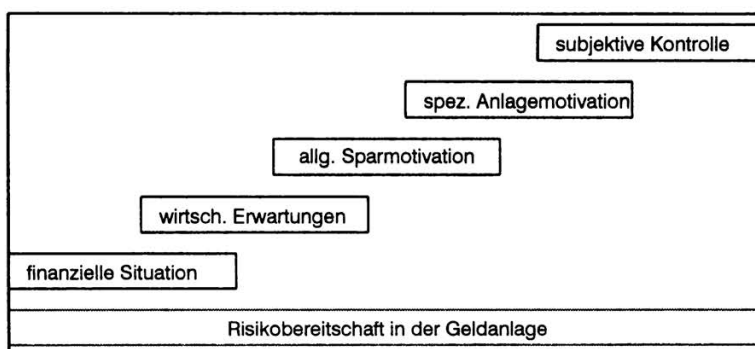 subjektive Kontrolle
spez. Anlagemotivation
allg. Sparmotivation
wirtsch. Erwartungen
finanzielle Situation
Risikobereitschaft in der Geldanlage